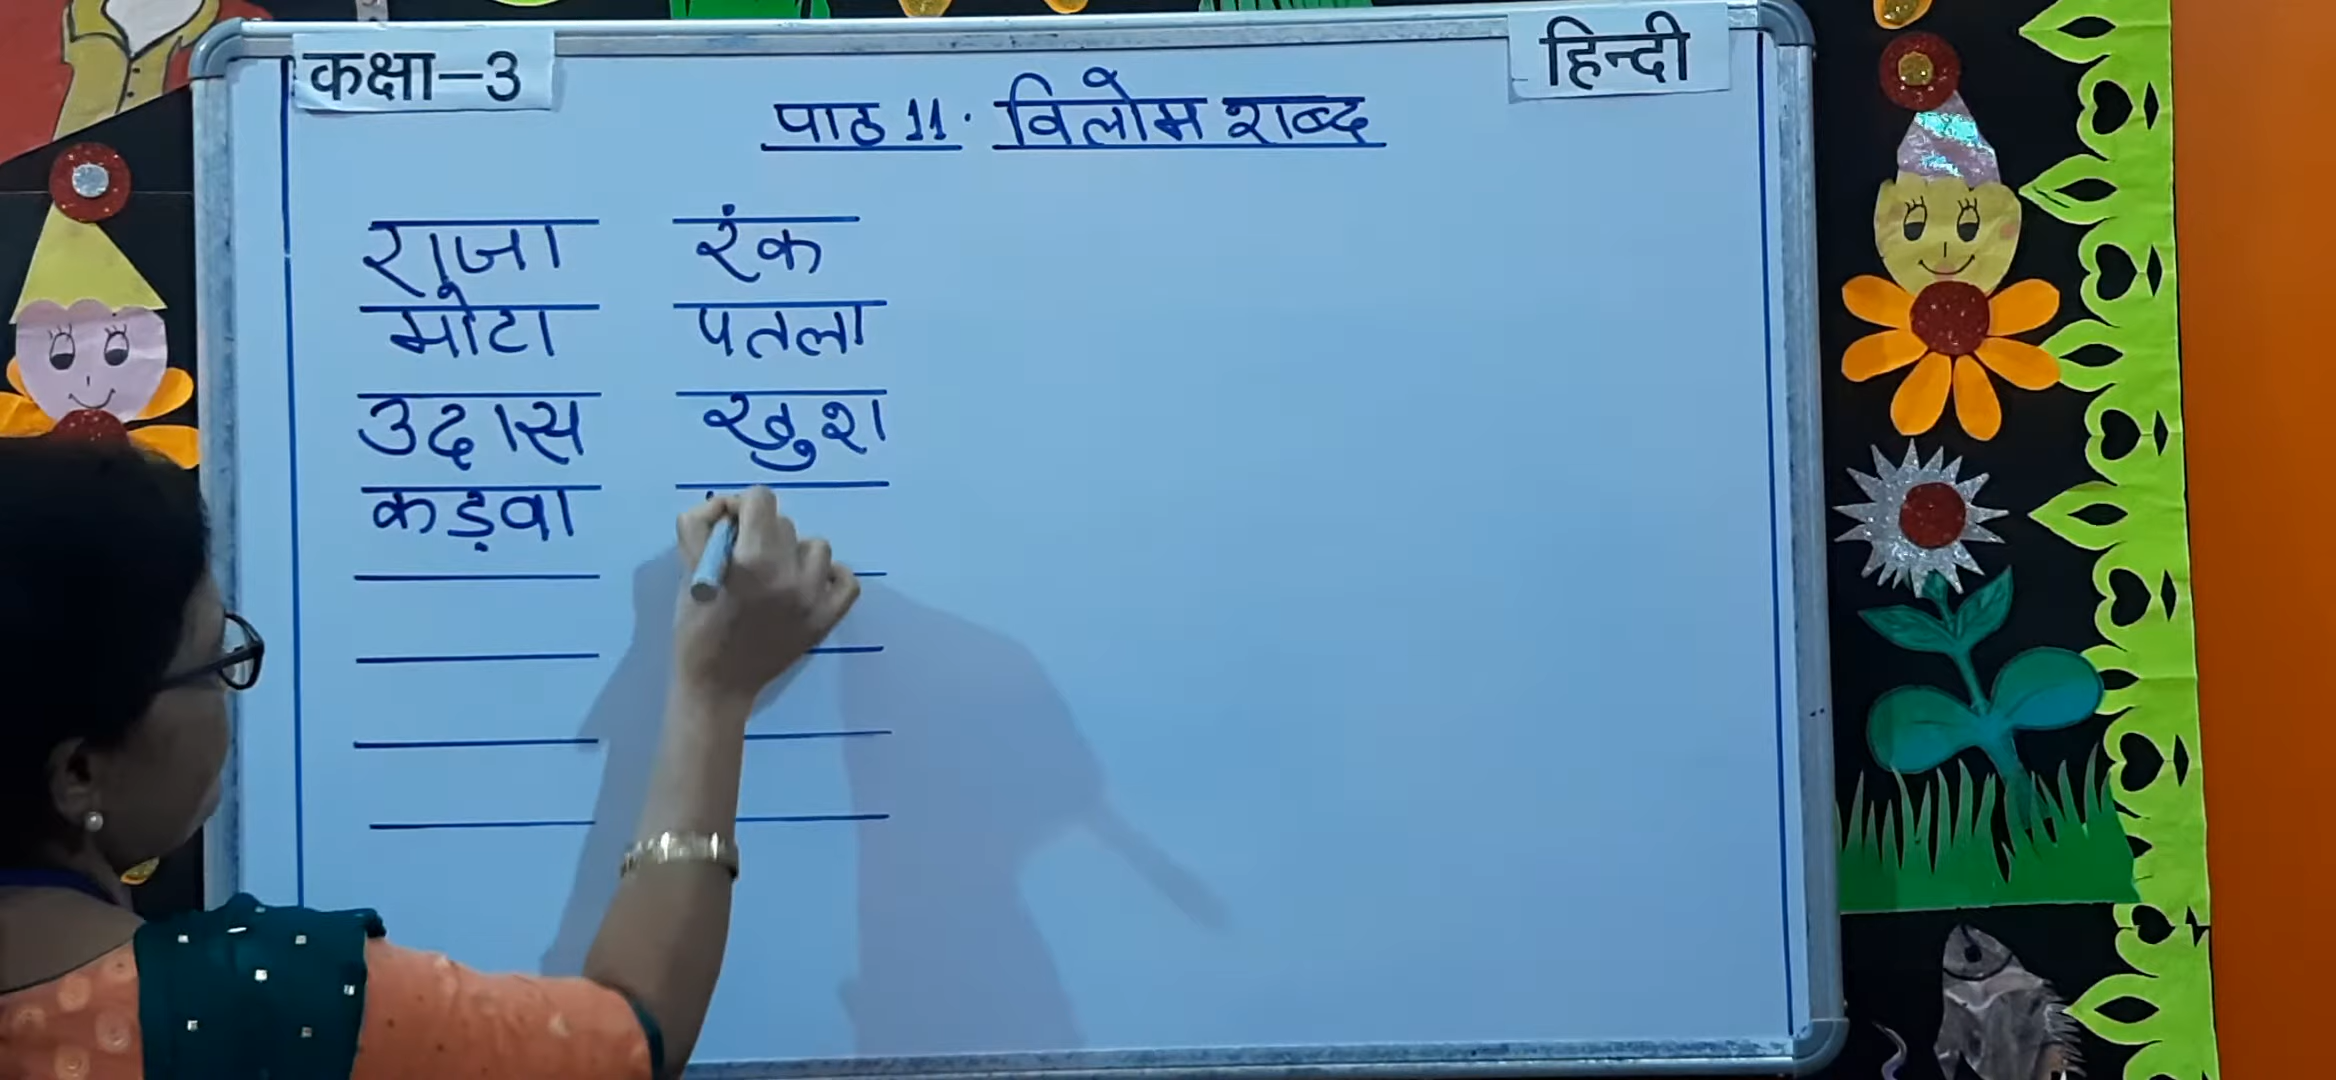 कक्षा–3
हिन्दी
पाठ 11. विलोम शब्द
राजा रंक
मोटा पतला
उदास खुश
कड़वा